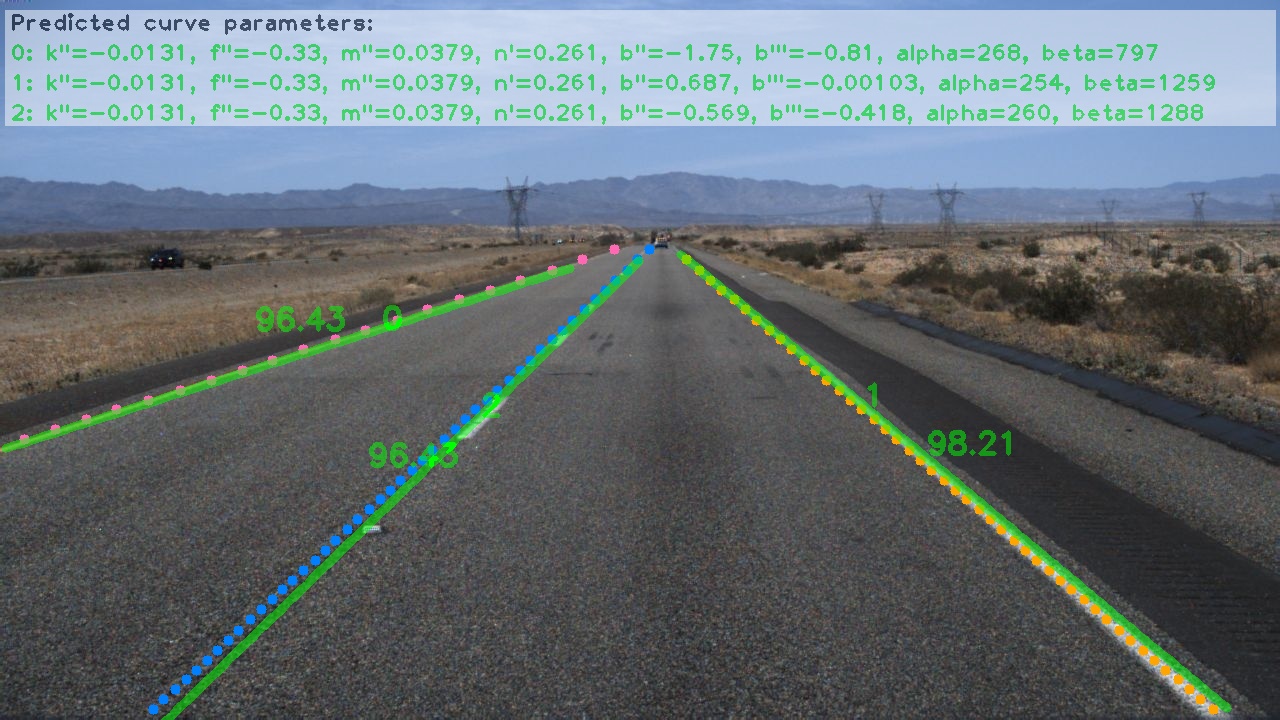 Predicted curve parameters:
0: k''=-0.0131, f''=-0.33, m''=0.0379, n'=0.261, b''=-1.75, b'''=-0.81, alpha=268, beta=797
1: k''=-0.0131, f''=-0.33, m''=0.0379, n'=0.261, b''=0.687, b'''=-0.00103, alpha=254, beta=1259
2: k''=-0.0131, f''=-0.33, m''=0.0379, n'=0.261, b''=-0.569, b'''=-0.418, alpha=260, beta=1288
96.43 0
1
2
98.21